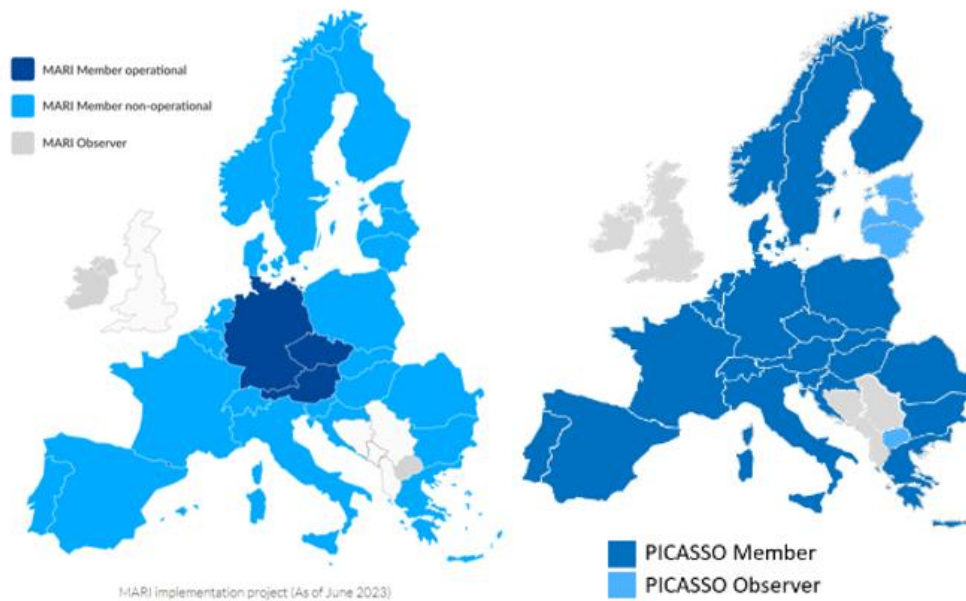 MARI Member operational
MARI Member non-operational
MARI Observer
MARI implementation project (As of June 2023)
PICASSO Member
PICASSO Observer